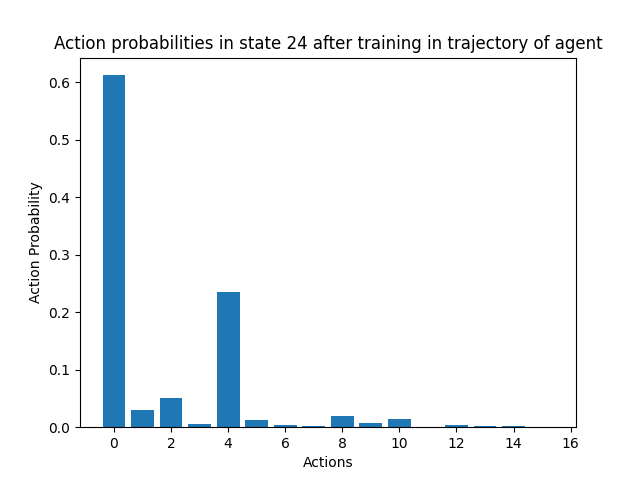 Action probabilities in state 24 after training in trajectory of agent
0.6
0.5
0.4
0.3
0.2
0.1
0.0
Action Probability
0 2 4 6 8 10 12 14 16
Actions